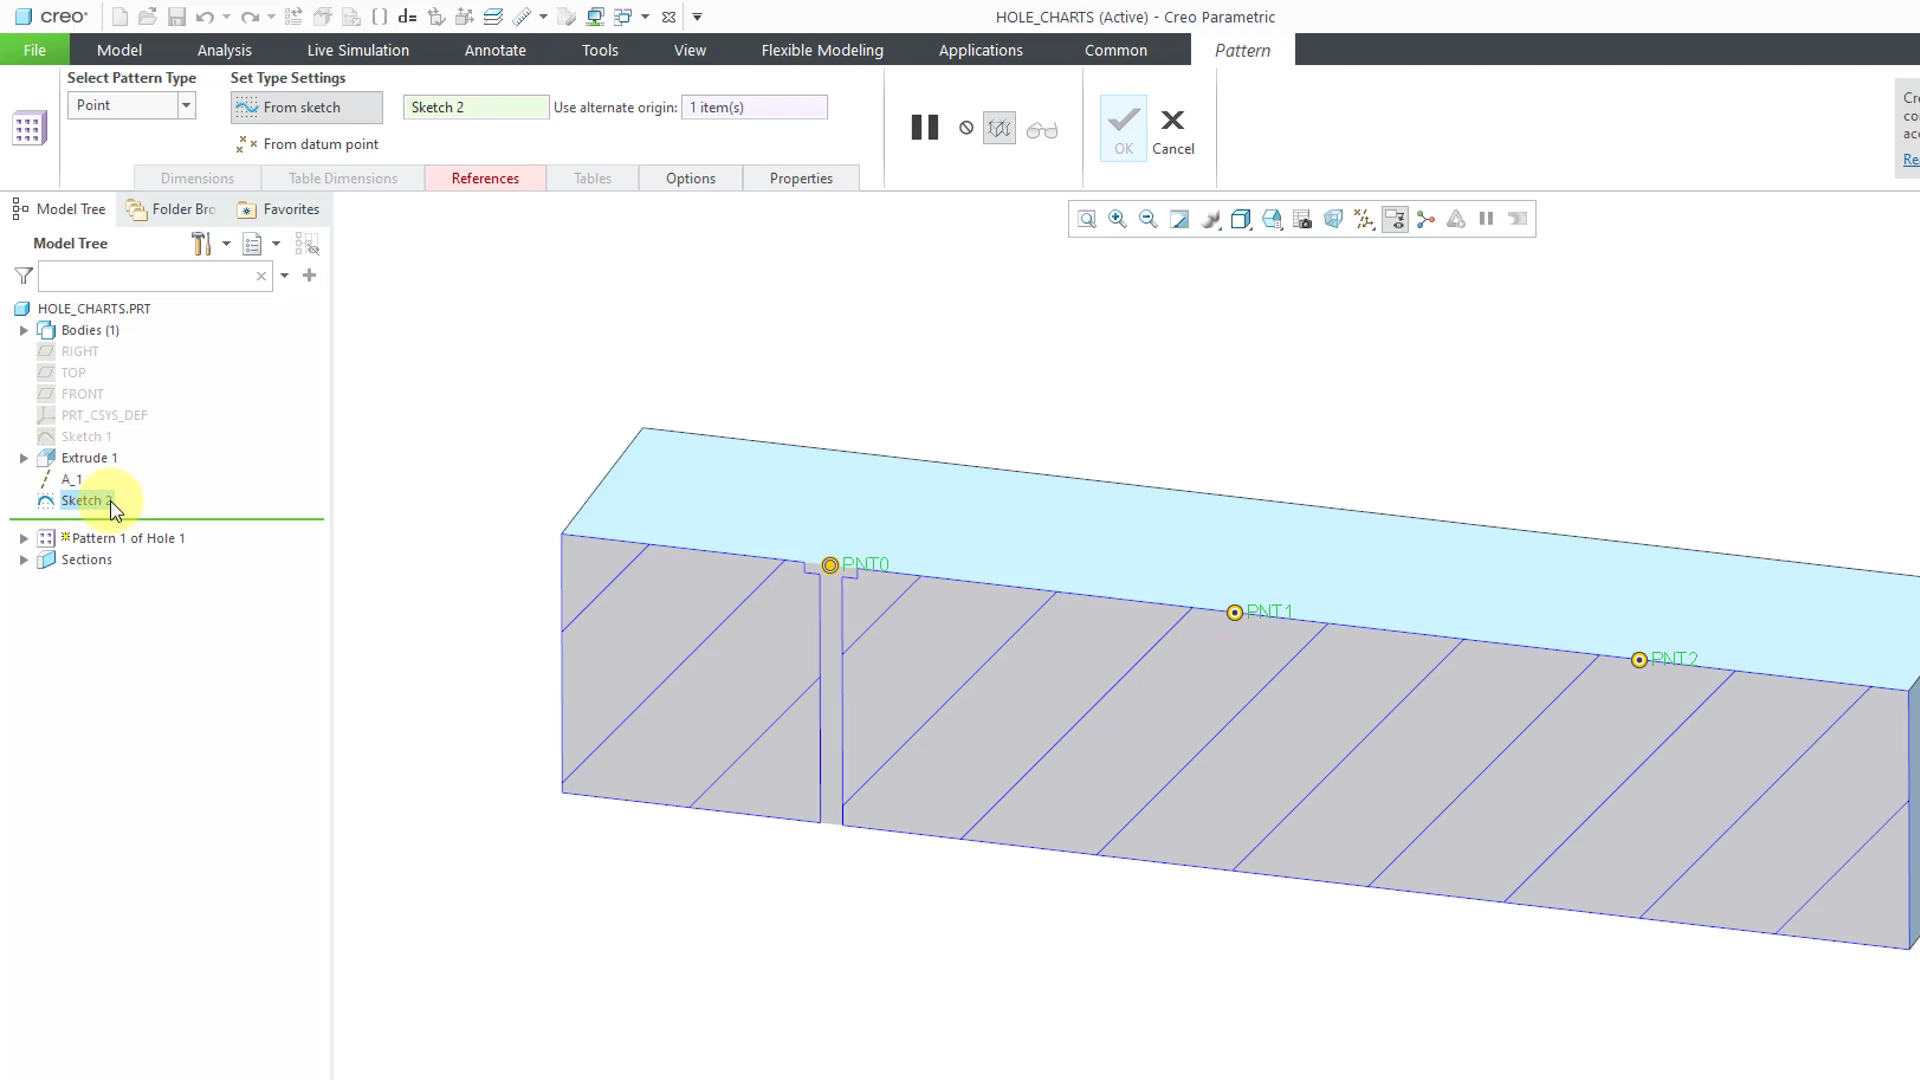 creo
HOLE_CHARTS (Active) - Creo Parametric
File
Model
Analysis
Live Simulation
Annotate
Tools
View
Flexible Modeling
Applications
Common
Pattern
Select Pattern Type
Set Type Settings
Point
From sketch
Sketch 2
Use alternate origin:
1 item(s)
From datum point
OK
Cancel
Cre
co
acc
Re
Dimensions
Table Dimensions
References
Tables
Options
Properties
Model Tree
Folder Bro
Favorites
Model Tree
HOLE_CHARTS.PRT
Bodies (1)
RIGHT
TOP
FRONT
PRT_CSYS_DEF
Sketch 1
Extrude 1
A_1
Sketch 2
Pattern 1 of Hole 1
Sections
PNT0
PNT1
PNT2